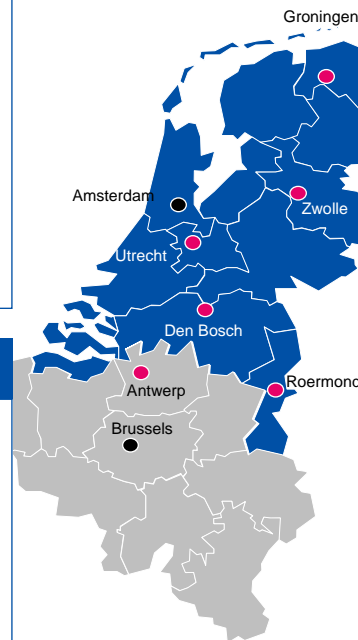 Groningen
Amsterdam
Zwolle
Utrecht
Den Bosch
Roermond
Antwerp
Brussels